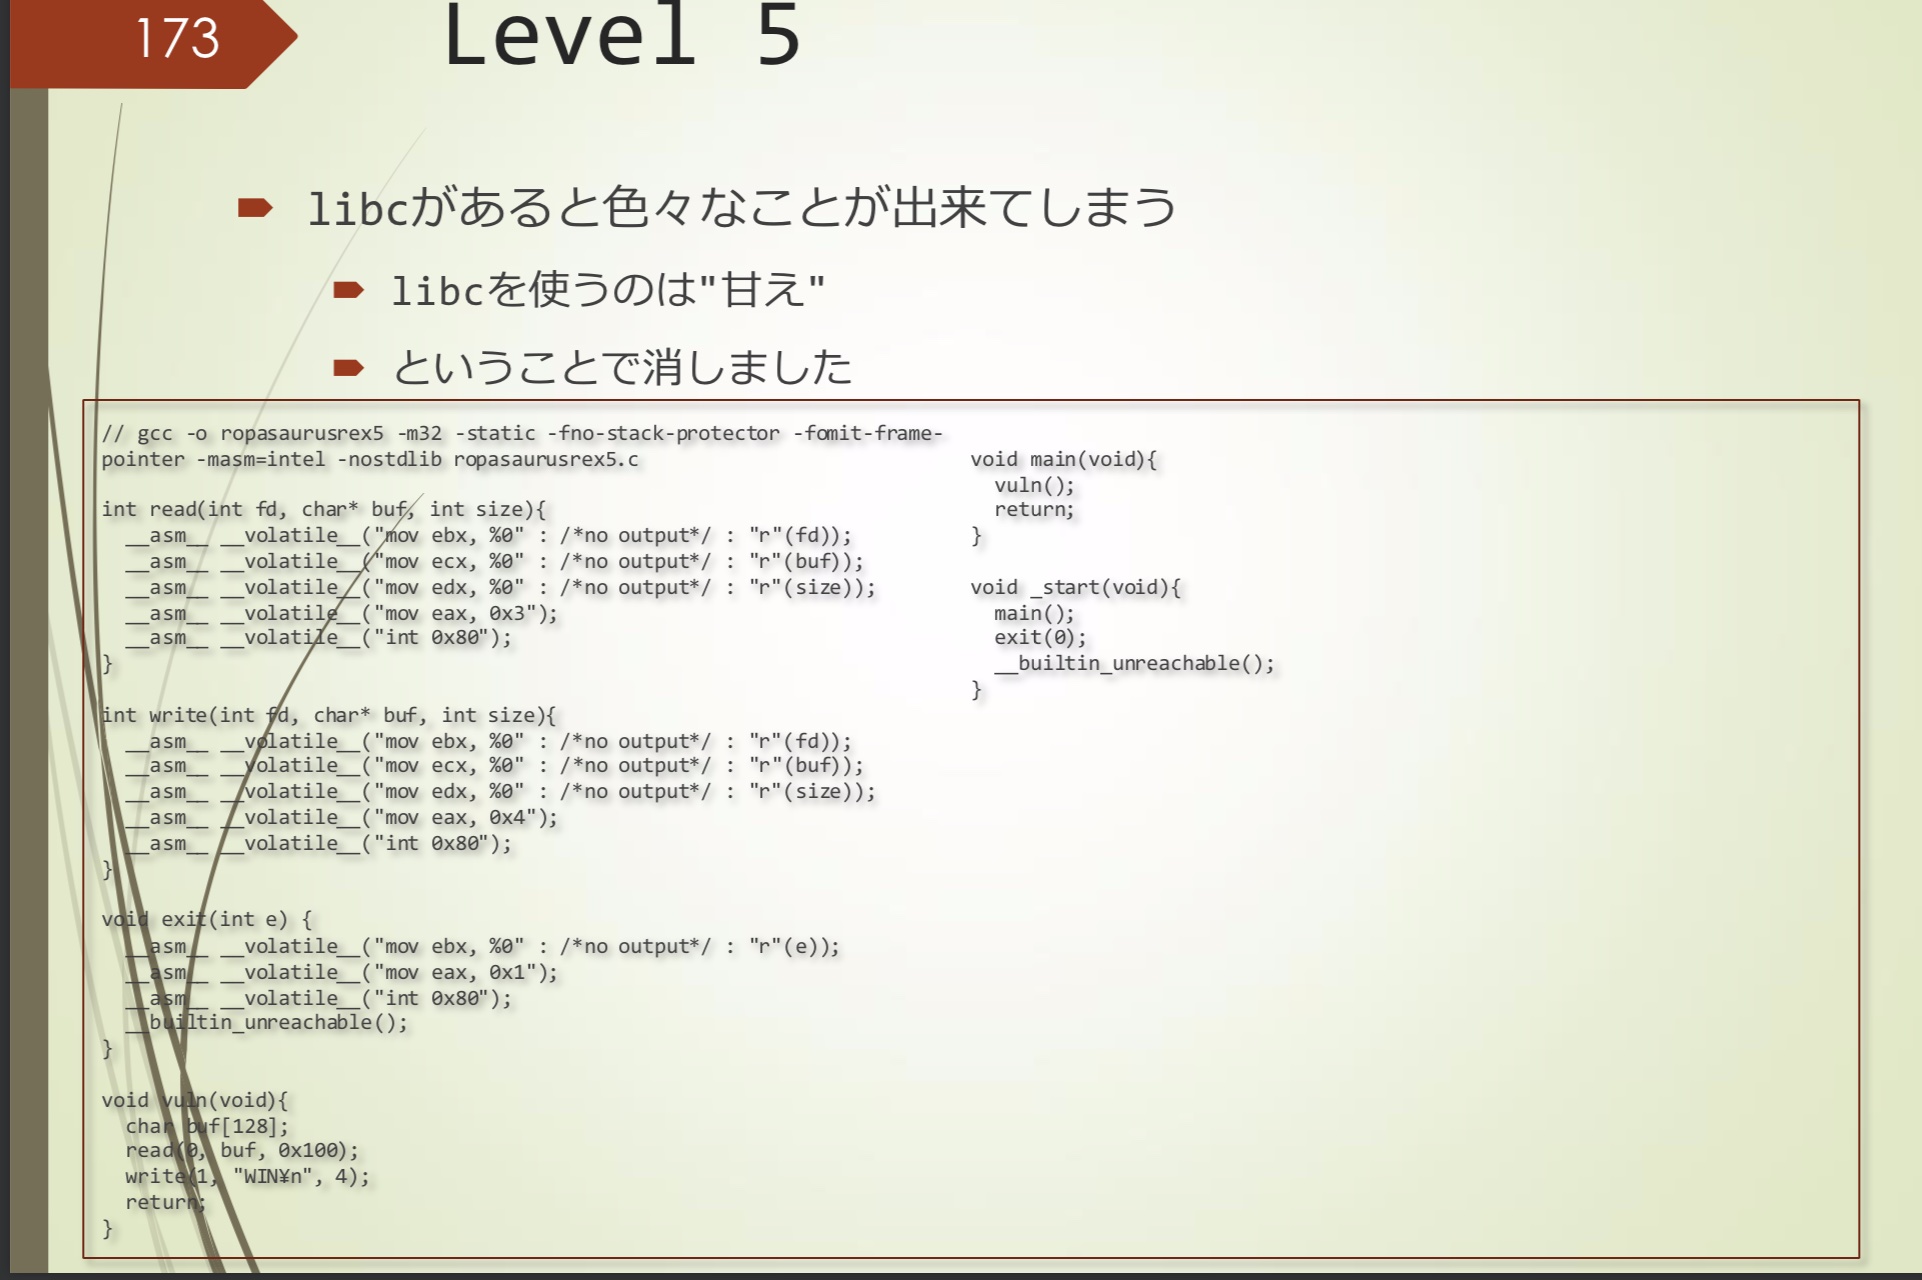 173
Level 5
libcがあると色々なことが出来てしまう
libcを使うのは"甘え"
ということで消しました
// gcc -o ropasaurusrex5 -m32 -static -fno-stack-protector -fomit-frame-
pointer -masm=intel -nostdlib ropasaurusrex5.c
int read(int fd, char* buf, int size){
  __asm__ __volatile__("mov ebx, %0" : /*no output*/ : "r"(fd));
  __asm__ __volatile__("mov ecx, %0" : /*no output*/ : "r"(buf));
  __asm__ __volatile__("mov edx, %0" : /*no output*/ : "r"(size));
  __asm__ __volatile__("mov eax, 0x3");
  __asm__ __volatile__("int 0x80");
}
int write(int fd, char* buf, int size){
  __asm__ __volatile__("mov ebx, %0" : /*no output*/ : "r"(fd));
  __asm__ __volatile__("mov ecx, %0" : /*no output*/ : "r"(buf));
  __asm__ __volatile__("mov edx, %0" : /*no output*/ : "r"(size));
  __asm__ __volatile__("mov eax, 0x4");
  __asm__ __volatile__("int 0x80");
}
void exit(int e) {
  __asm__ __volatile__("mov ebx, %0" : /*no output*/ : "r"(e));
  __asm__ __volatile__("mov eax, 0x1");
  __asm__ __volatile__("int 0x80");
  __builtin_unreachable();
}
void vuln(void){
  char buf[128];
  read(0, buf, 0x100);
  write(1, "WIN¥n", 4);
  return;
}
void main(void){
  vuln();
  return;
}
void _start(void){
  main();
  exit(0);
  __builtin_unreachable();
}